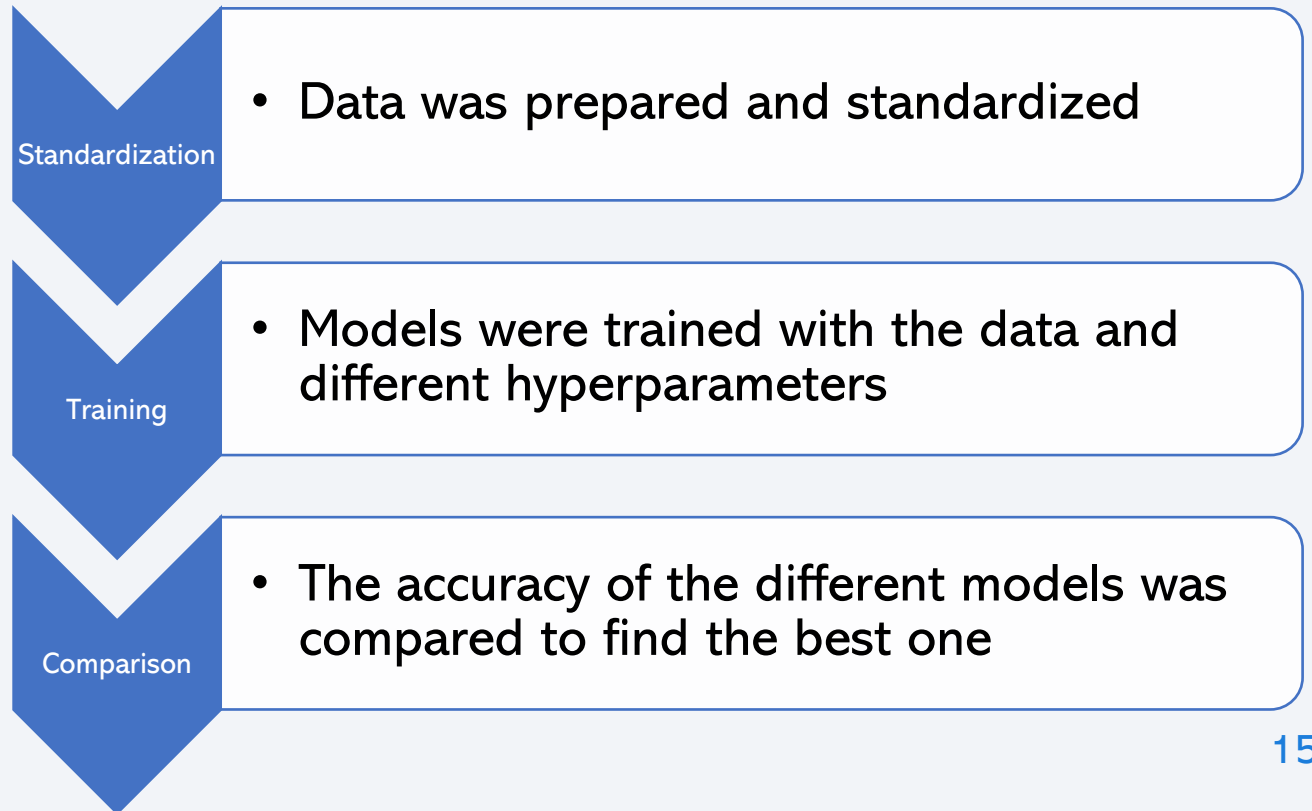 Standardization
• Data was prepared and standardized
Training
• Models were trained with the data and
different hyperparameters
Comparison
• The accuracy of the different models was
compared to find the best one
15